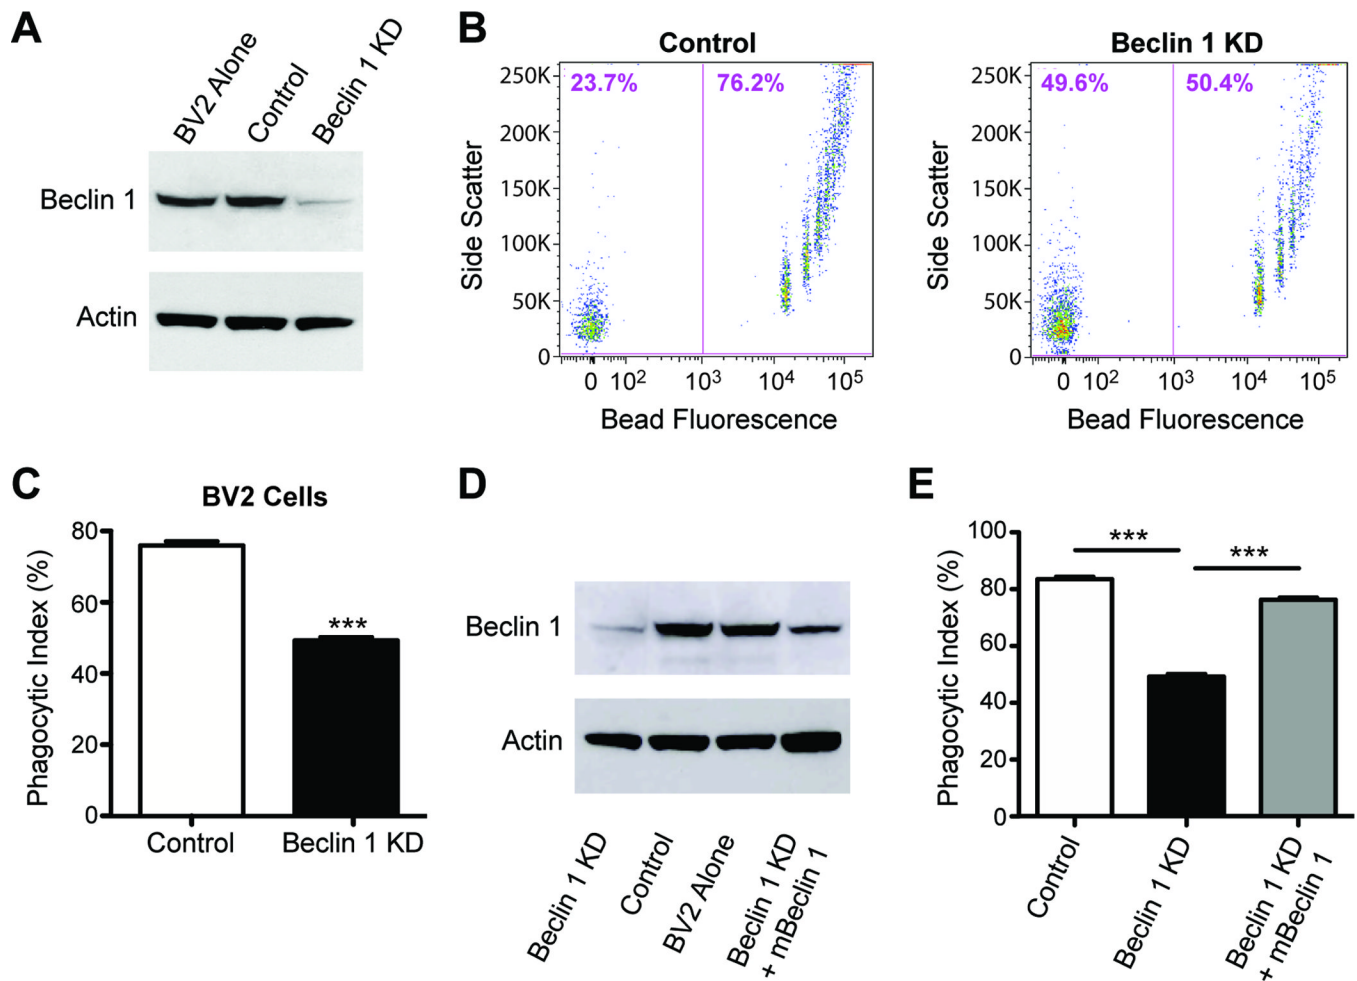 A
BV2 Alone
Control
Beclin 1 KD
Beclin 1
Actin
B
Control
23.7%
76.2%
250K
200K
150K
100K
50K
0
Side Scatter
0 10² 10³ 10⁴ 10⁵
Bead Fluorescence
Beclin 1 KD
49.6%
50.4%
250K
200K
150K
100K
50K
0
Side Scatter
0 10² 10³ 10⁴ 10⁵
Bead Fluorescence
C
BV2 Cells
80
60
40
20
0
Phagocytic Index (%)
***
Control
Beclin 1 KD
D
Beclin 1
Actin
Beclin 1 KD
Control
BV2 Alone
Beclin 1 KD
+ mBeclin 1
E
100
80
60
40
20
0
Phagocytic Index (%)
***
***
Control
Beclin 1 KD
Beclin 1 KD
+ mBeclin 1